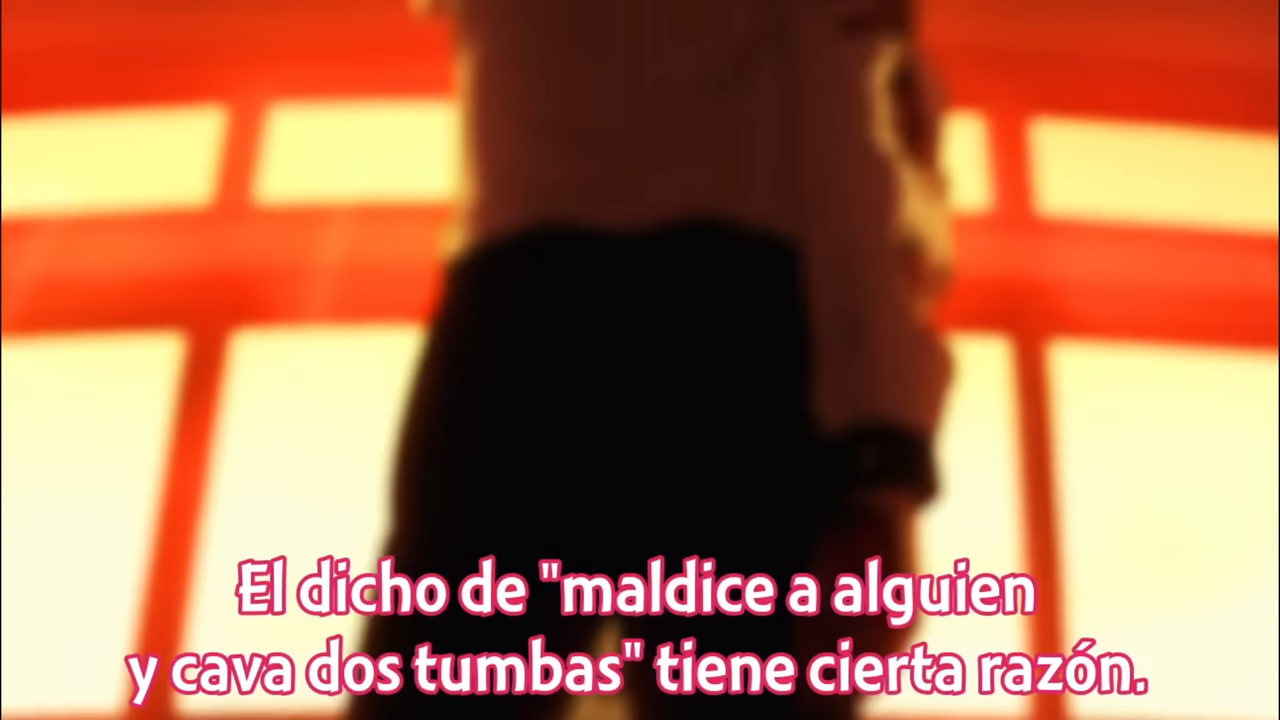 El dicho de "maldice a alguien
y cava dos tumbas" tiene cierta razón.